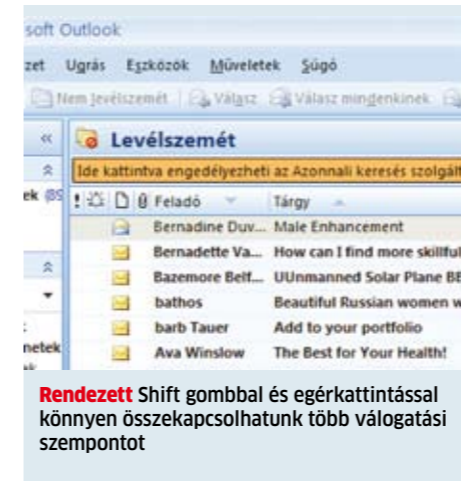 soft Outlook
zet Ugrás Eszközök Műveletek Súgó
Nem levélszemét Válasz Válasz mindenkinek
« Levélszemét
Ide kattintva engedélyezheti az Azonnali keresés szolgált
ek
! Feladó Tárgy
Bernadine Duv... Male Enhancement
Bernadette Va... How can I find more skillful
Bazemore Belf... UUnmanned Solar Plane BE
bathos Beautiful Russian women w
barb Tauer Add to your portfolio
netek Ava Winslow The Best for Your Health!
Rendezett Shift gombbal és egérkattintással
könnyen összekapcsolhatunk több válogatási
szempontot